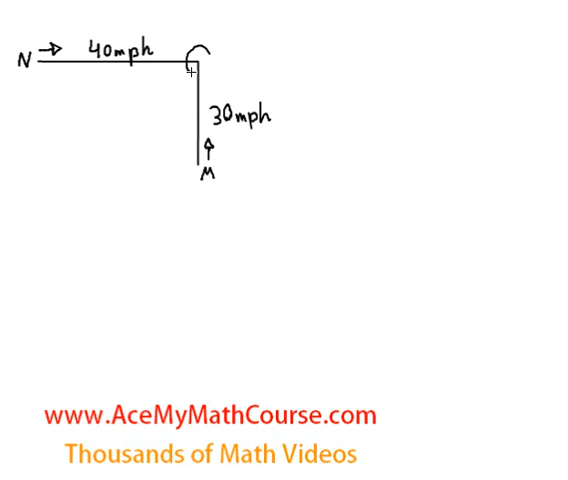 N 40mph
30mph
M
www.AceMyMathCourse.com
Thousands of Math Videos